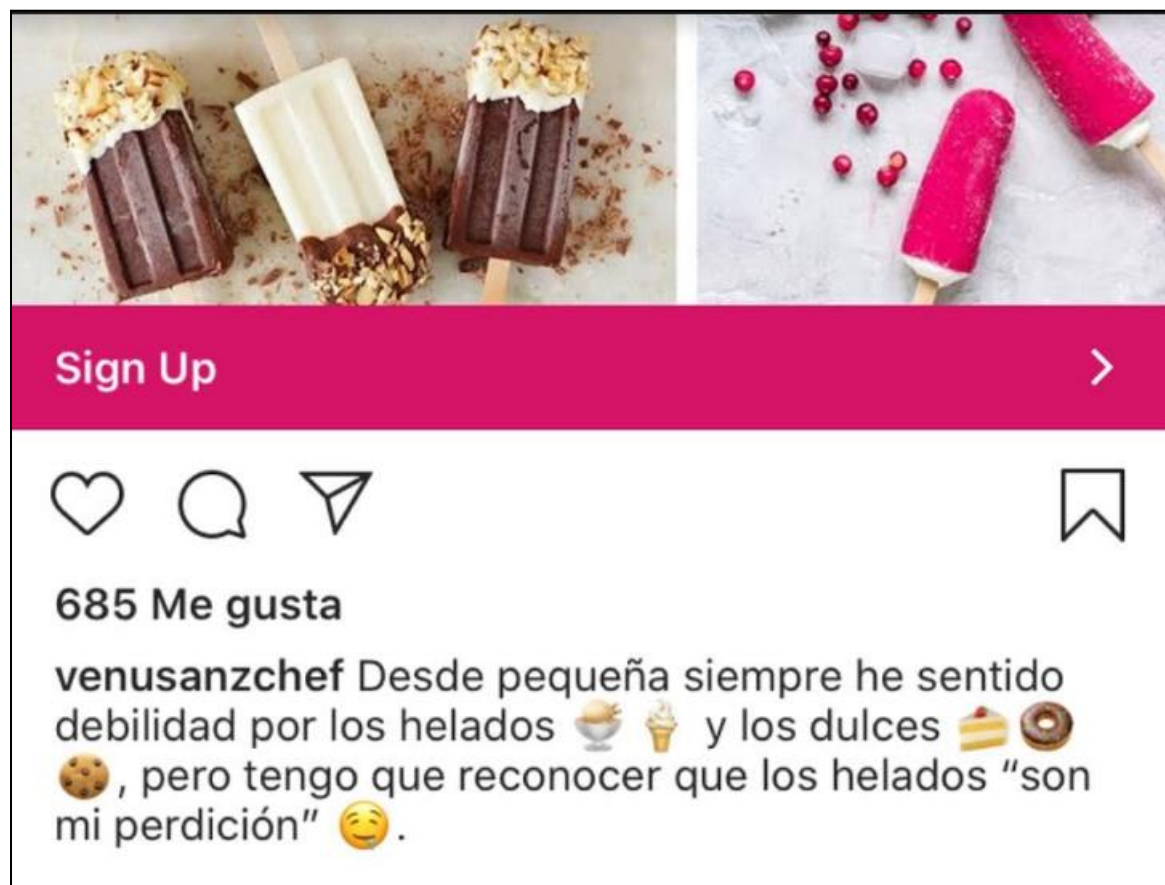 Sign Up
685 Me gusta
venusanzchef Desde pequeña siempre he sentido
debilidad por los helados 🍨🍦 y los dulces 🍰🍩
🍪, pero tengo que reconocer que los helados “son
mi perdición” 🤤.